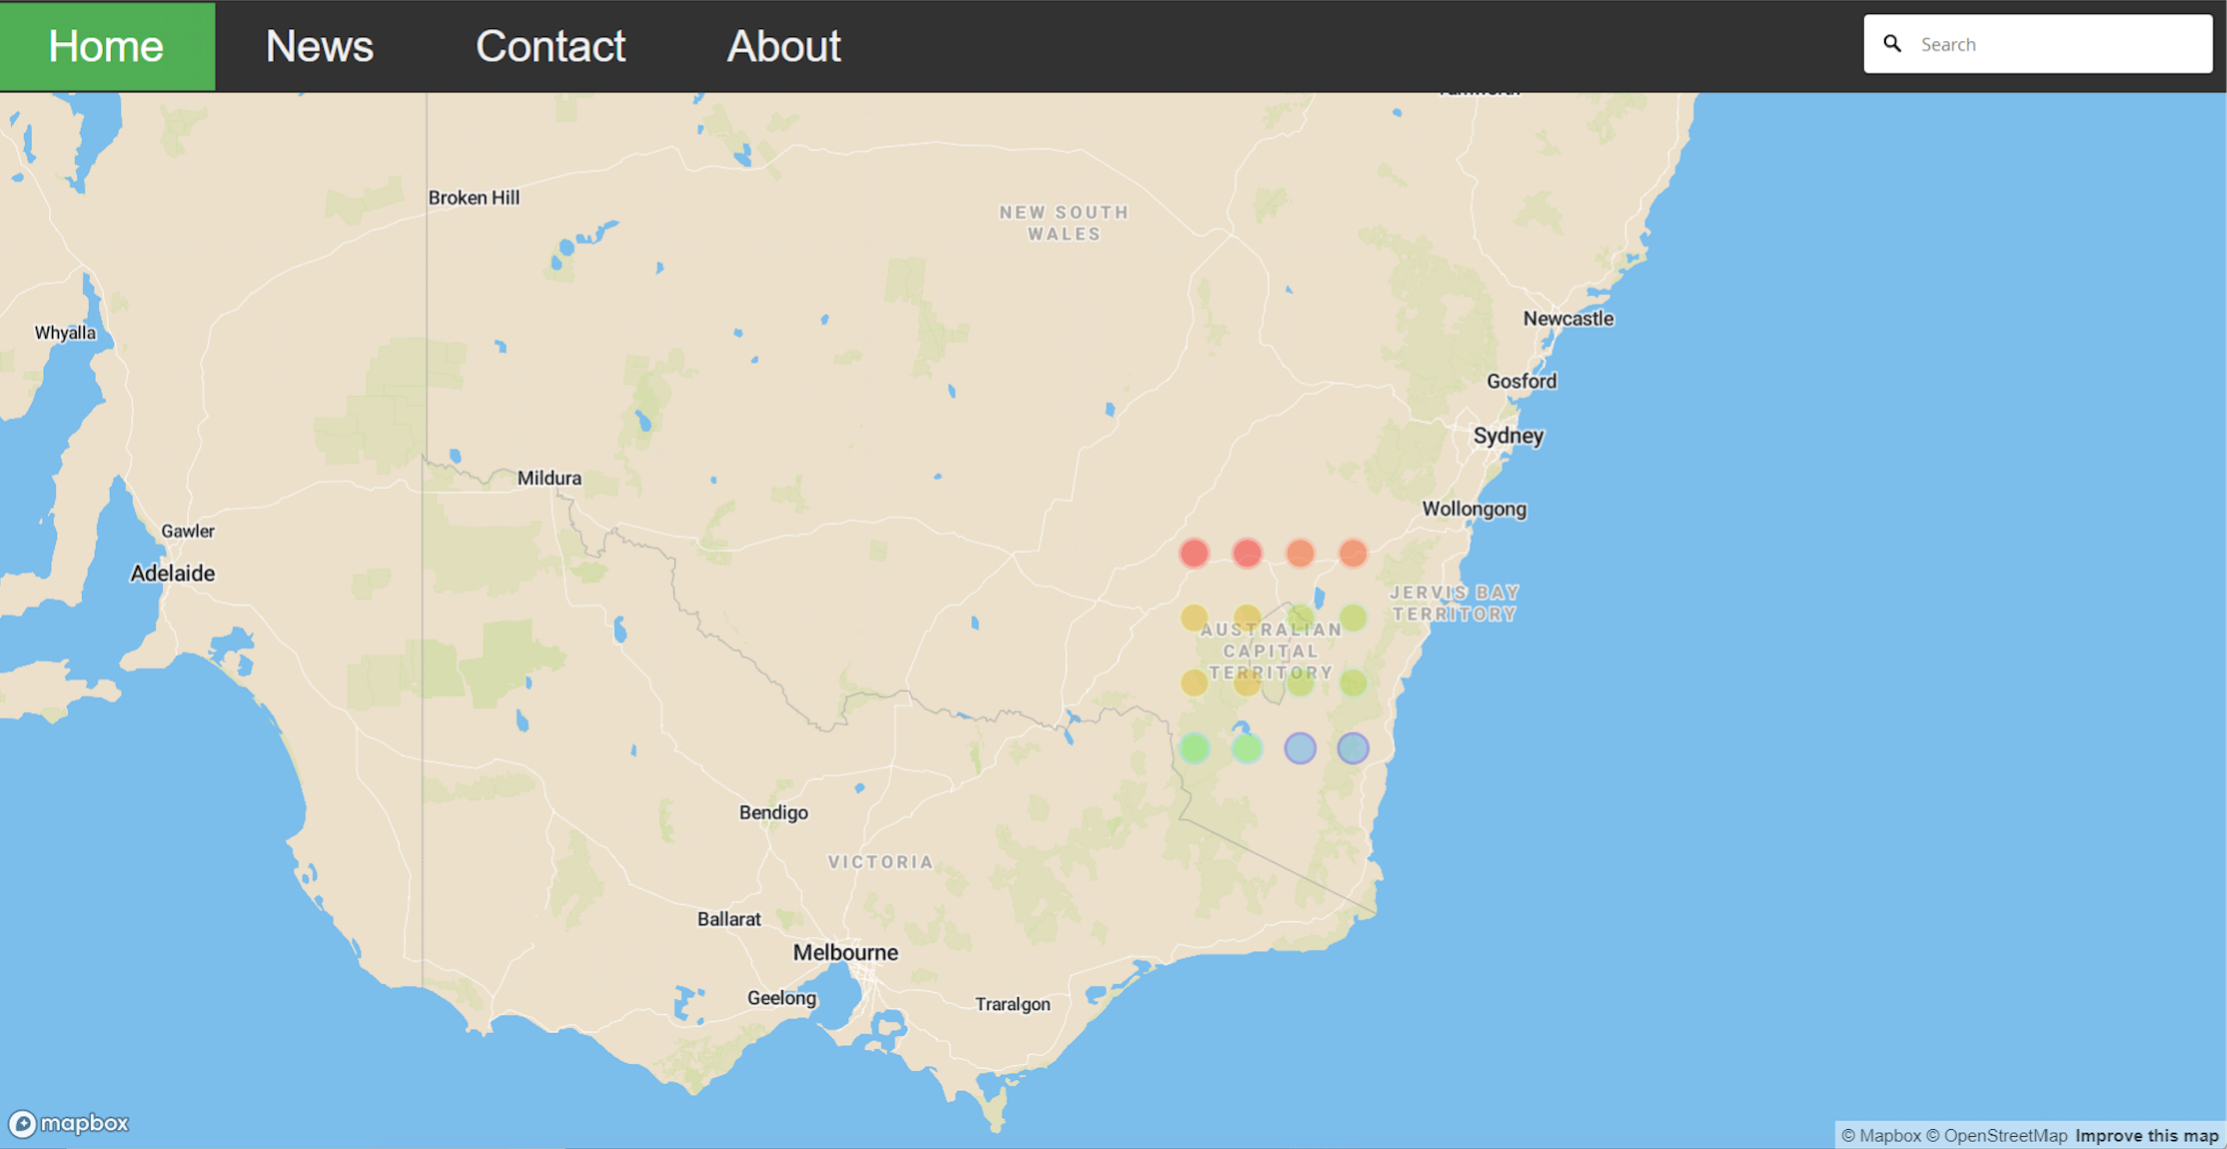 Home News Contact About Search
Broken Hill
NEW SOUTH
WALES
Whyalla
Newcastle
Gosford
Sydney
Mildura
Wollongong
Gawler
Adelaide
JERVIS BAY
TERRITORY
AUSTRALIAN
CAPITAL
TERRITORY
Bendigo
VICTORIA
Ballarat
Melbourne
Geelong
Traralgon
mapbox
© Mapbox © OpenStreetMap Improve this map